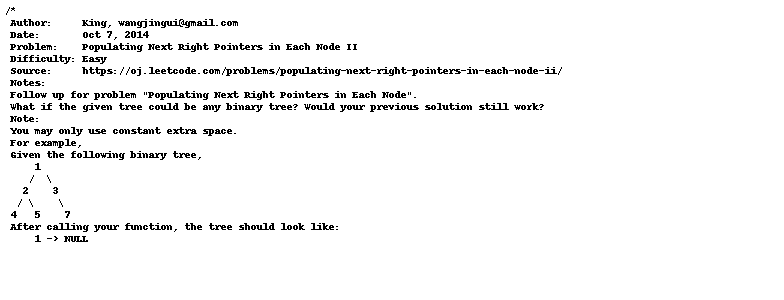 /*
 Author:     King, wangjingui@gmail.com
 Date:       Oct 7, 2014
 Problem:    Populating Next Right Pointers in Each Node II
 Difficulty: Easy
 Source:     https://oj.leetcode.com/problems/populating-next-right-pointers-in-each-node-ii/
 Notes:
 Follow up for problem "Populating Next Right Pointers in Each Node".
 What if the given tree could be any binary tree? Would your previous solution still work?
 Note:
 You may only use constant extra space.
 For example,
 Given the following binary tree,
     1
    /  \
   2    3
  / \    \
 4   5    7
 After calling your function, the tree should look like:
     1 -> NULL